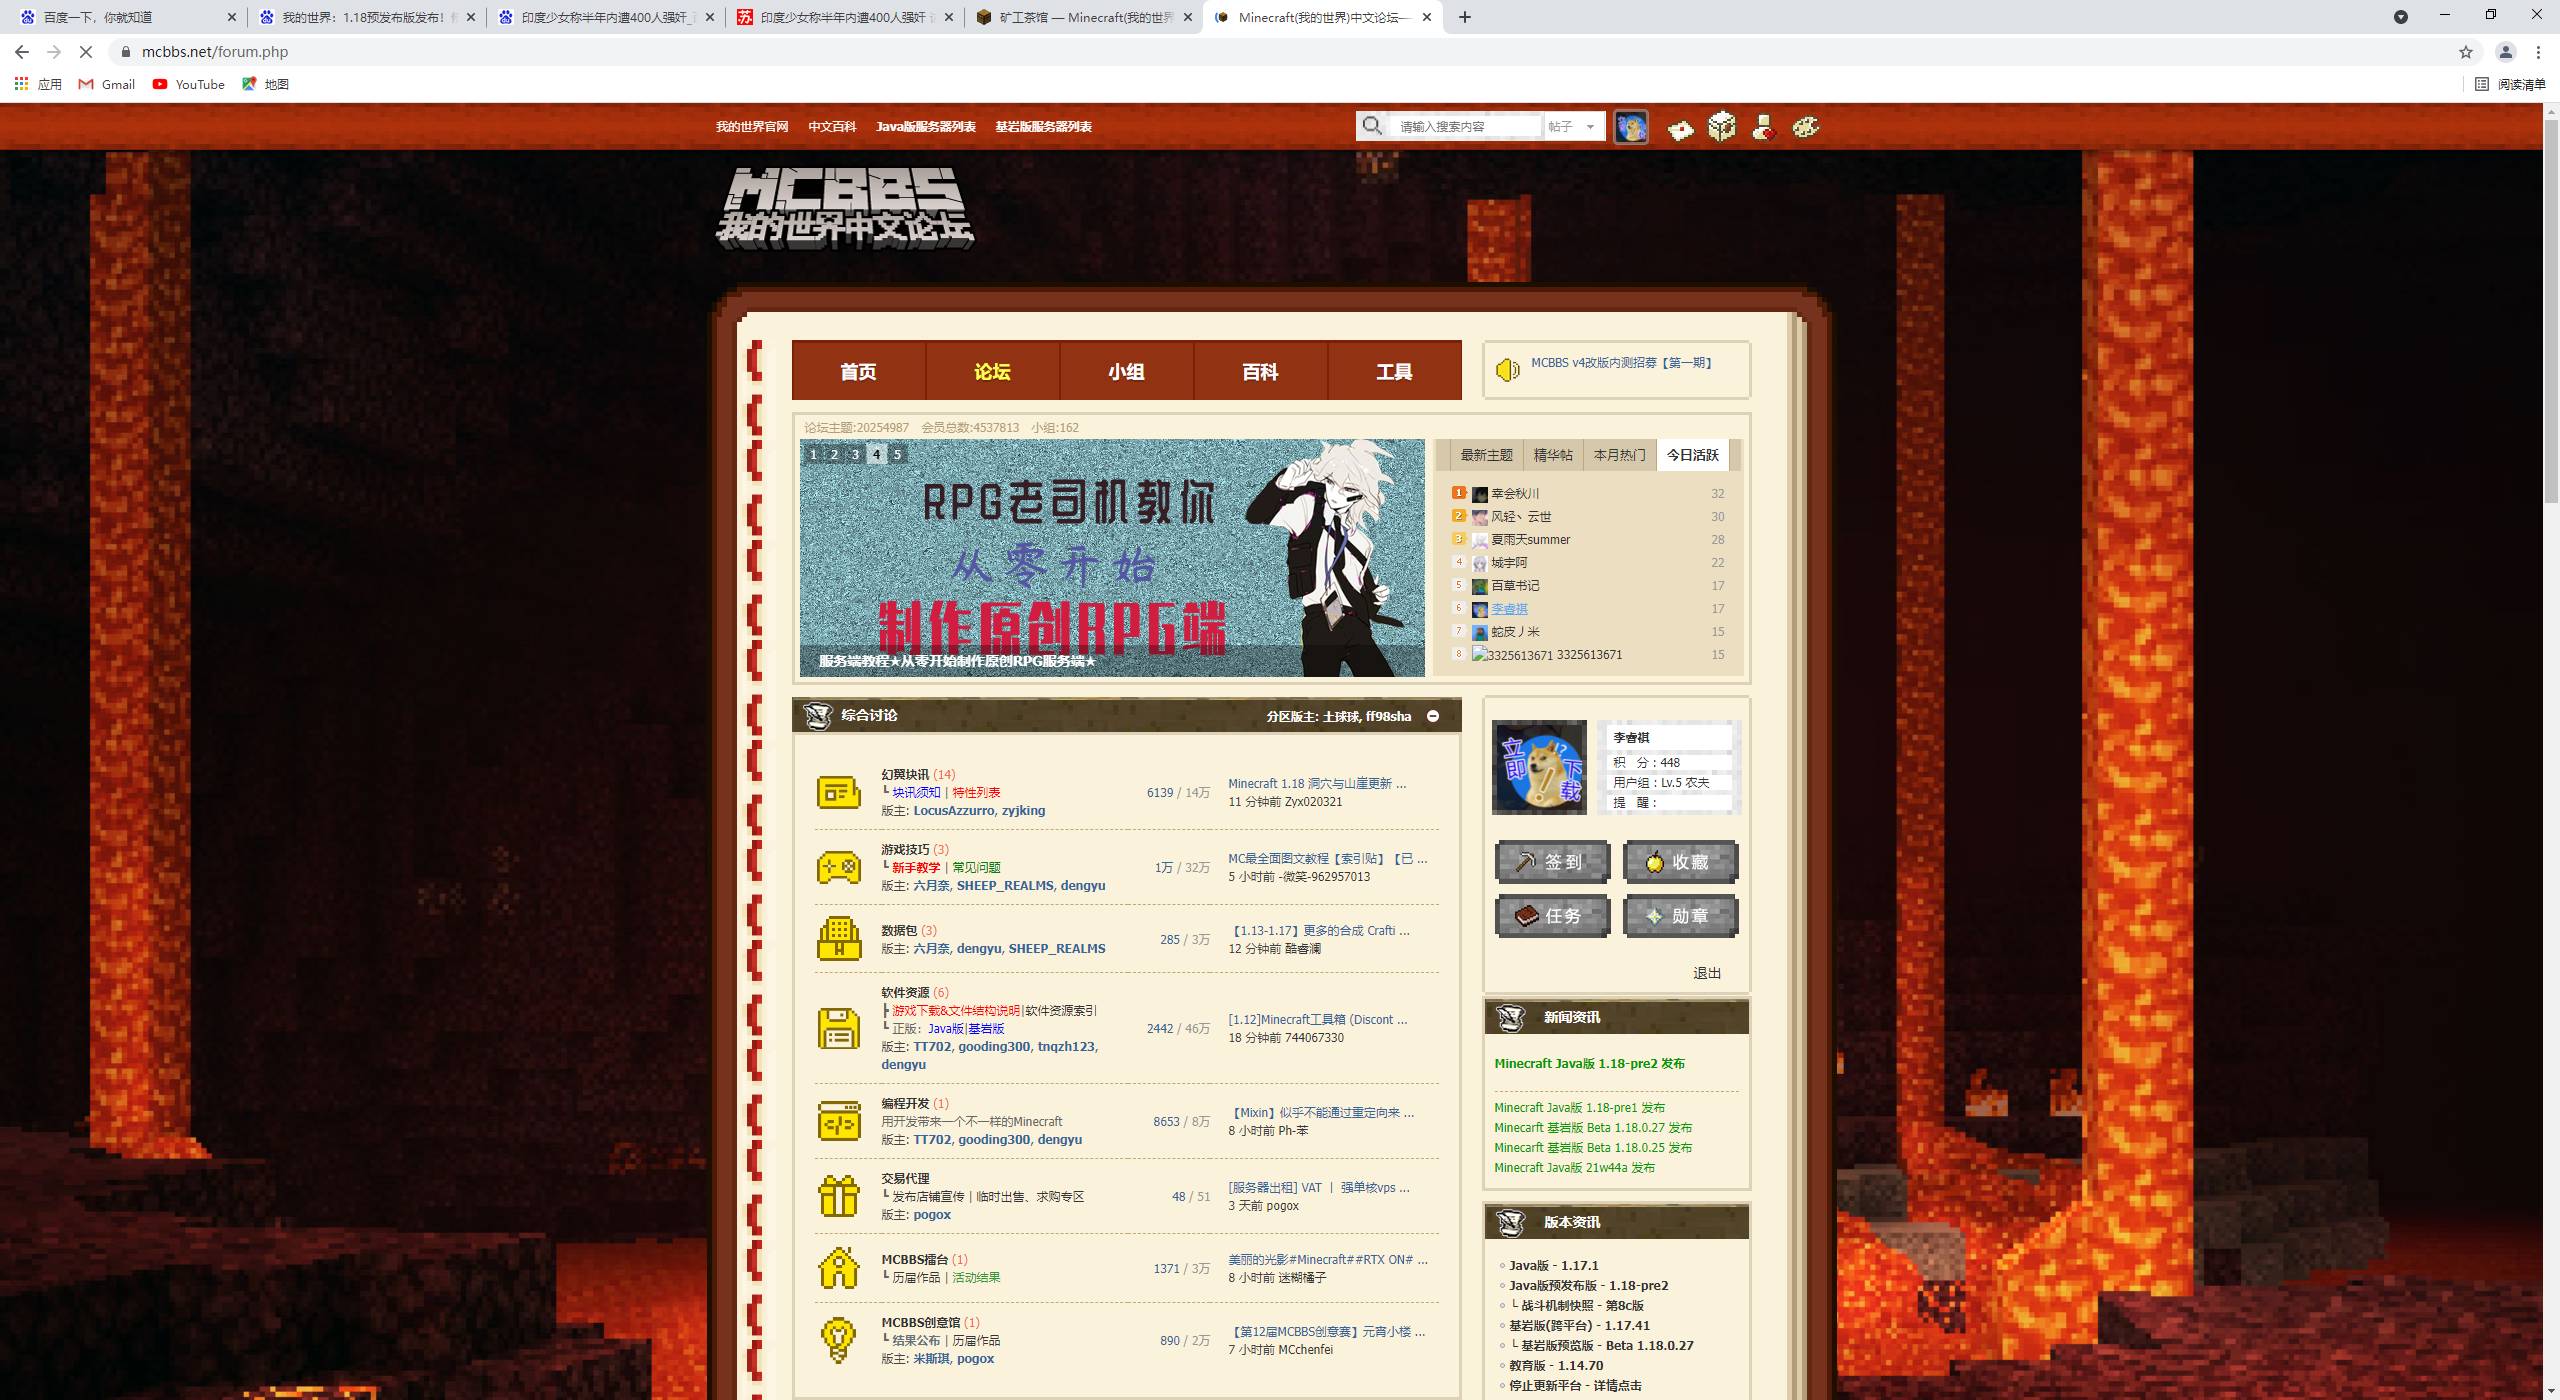 百度一下，你就知道
我的世界：1.18预发布版发布！
印度少女称半年内遭400人强奸_
印度少女称半年内遭400人强奸
矿工茶馆 — Minecraft(我的世界
Minecraft(我的世界)中文论坛—
mcbbs.net/forum.php
应用
Gmail
YouTube
地图
阅读清单
我的世界官网 中文百科 Java版服务器列表 基岩版服务器列表
请输入搜索内容 帖子
MCBBS
我的世界中文论坛
首页 论坛 小组 百科 工具
MCBBS v4改版内测招募【第一期】
论坛主题:20254987 会员总数:4537813 小组:162
1 2 3 4 5
RPG老司机教你
从零开始
制作原创RPG端
服务端教程★从零开始制作原创RPG服务端★
最新主题 精华帖 本月热门 今日活跃
1 幸会秋川 32
2 风轻丶云世 30
3 夏雨天summer 28
4 城宇阿 22
5 百草书记 17
6 李睿祺 17
7 蛇皮丿米 15
8 3325613671 3325613671 15
综合讨论
分区版主: 土球球, ff98sha
幻翼块讯 (14)
┗ 块讯须知 | 特性列表
版主: LocusAzzurro, zyjking
6139 / 14万
Minecraft 1.18 洞穴与山崖更新 ...
11 分钟前 Zyx020321
游戏技巧 (3)
┗ 新手教学 | 常见问题
版主: 六月奈, SHEEP_REALMS, dengyu
1万 / 32万
MC最全面图文教程【索引贴】【已 ...
5 小时前 -微笑-962957013
数据包 (3)
版主: 六月奈, dengyu, SHEEP_REALMS
285 / 3万
【1.13-1.17】更多的合成 Crafti ...
12 分钟前 酷睿澜
软件资源 (6)
┣ 游戏下载&文件结构说明|软件资源索引
┗ 正版：Java版|基岩版
版主: TT702, gooding300, tnqzh123,
dengyu
2442 / 46万
[1.12]Minecraft工具箱 (Discont ...
18 分钟前 744067330
编程开发 (1)
用开发带来一个不一样的Minecraft
版主: TT702, gooding300, dengyu
8653 / 8万
【Mixin】似乎不能通过重定向来 ...
8 小时前 Ph-苯
交易代理
┗ 发布店铺宣传 | 临时出售、求购专区
版主: pogox
48 / 51
[服务器出租] VAT 丨 强单核vps ...
3 天前 pogox
MCBBS擂台 (1)
┗ 历届作品 | 活动结果
1371 / 3万
美丽的光影#Minecraft##RTX ON# ...
8 小时前 迷糊橘子
MCBBS创意馆 (1)
┗ 结果公布 | 历届作品
版主: 米斯琪, pogox
890 / 2万
【第12届MCBBS创意赛】元宵小楼 ...
7 小时前 MCchenfei
立即下载
李睿祺
积 分 : 448
用户组 : Lv.5 农夫
提 醒 :
签到 收藏
任务 勋章
退出
新闻资讯
Minecraft Java版 1.18-pre2 发布
Minecraft Java版 1.18-pre1 发布
Minecarft 基岩版 Beta 1.18.0.27 发布
Minecarft 基岩版 Beta 1.18.0.25 发布
Minecraft Java版 21w44a 发布
版本资讯
Java版 - 1.17.1
Java版预发布版 - 1.18-pre2
┗ 战斗机制快照 - 第8c版
基岩版(跨平台) - 1.17.41
┗ 基岩版预览版 - Beta 1.18.0.27
教育版 - 1.14.70
停止更新平台 - 详情点击